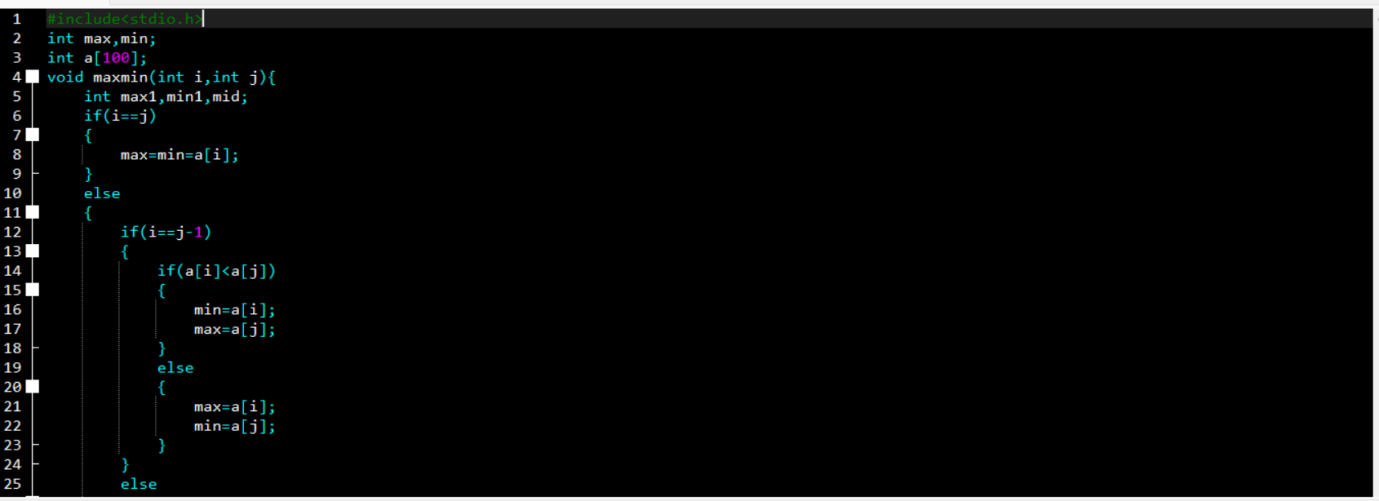 1 #include<stdio.h>
2 int max,min;
3 int a[100];
4 void maxmin(int i,int j){
5 int max1,min1,mid;
6 if(i==j)
7 {
8 max=min=a[i];
9 }
10 else
11 {
12 if(i==j-1)
13 {
14 if(a[i]<a[j])
15 {
16 min=a[i];
17 max=a[j];
18 }
19 else
20 {
21 max=a[i];
22 min=a[j];
23 }
24 }
25 else